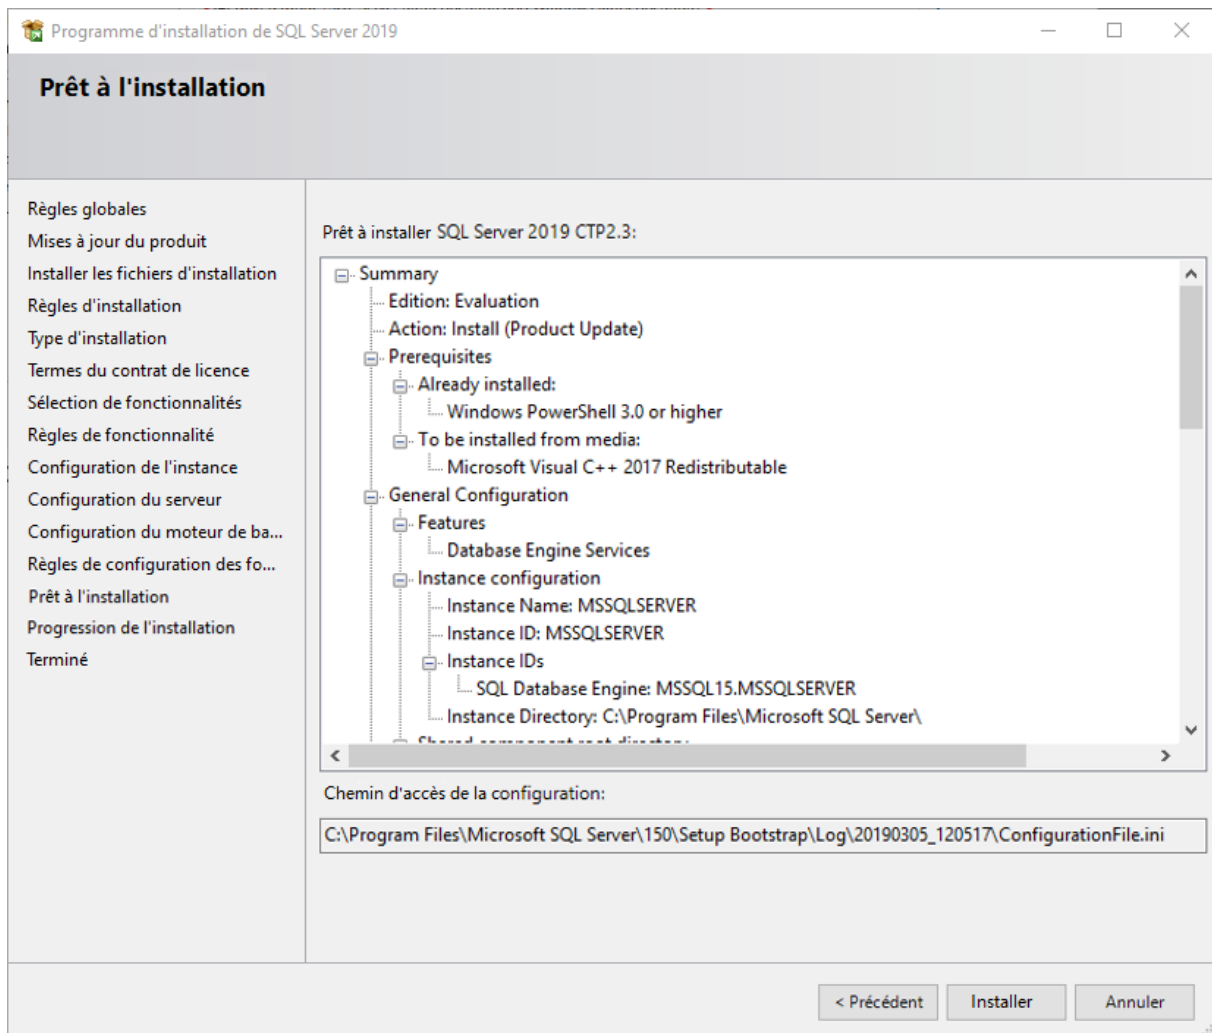 Programme d'installation de SQL Server 2019
Prêt à l'installation
Règles globales
Mises à jour du produit
Installer les fichiers d'installation
Règles d'installation
Type d'installation
Termes du contrat de licence
Sélection de fonctionnalités
Règles de fonctionnalité
Configuration de l'instance
Configuration du serveur
Configuration du moteur de ba...
Règles de configuration des fo...
Prêt à l'installation
Progression de l'installation
Terminé
Prêt à installer SQL Server 2019 CTP2.3:
Summary
Edition: Evaluation
Action: Install (Product Update)
Prerequisites
Already installed:
Windows PowerShell 3.0 or higher
To be installed from media:
Microsoft Visual C++ 2017 Redistributable
General Configuration
Features
Database Engine Services
Instance configuration
Instance Name: MSSQLSERVER
Instance ID: MSSQLSERVER
Instance IDs
SQL Database Engine: MSSQL15.MSSQLSERVER
Instance Directory: C:\Program Files\Microsoft SQL Server\
Shared component root directory
Chemin d'accès de la configuration:
C:\Program Files\Microsoft SQL Server\150\Setup Bootstrap\Log\20190305_120517\ConfigurationFile.ini
< Précédent
Installer
Annuler